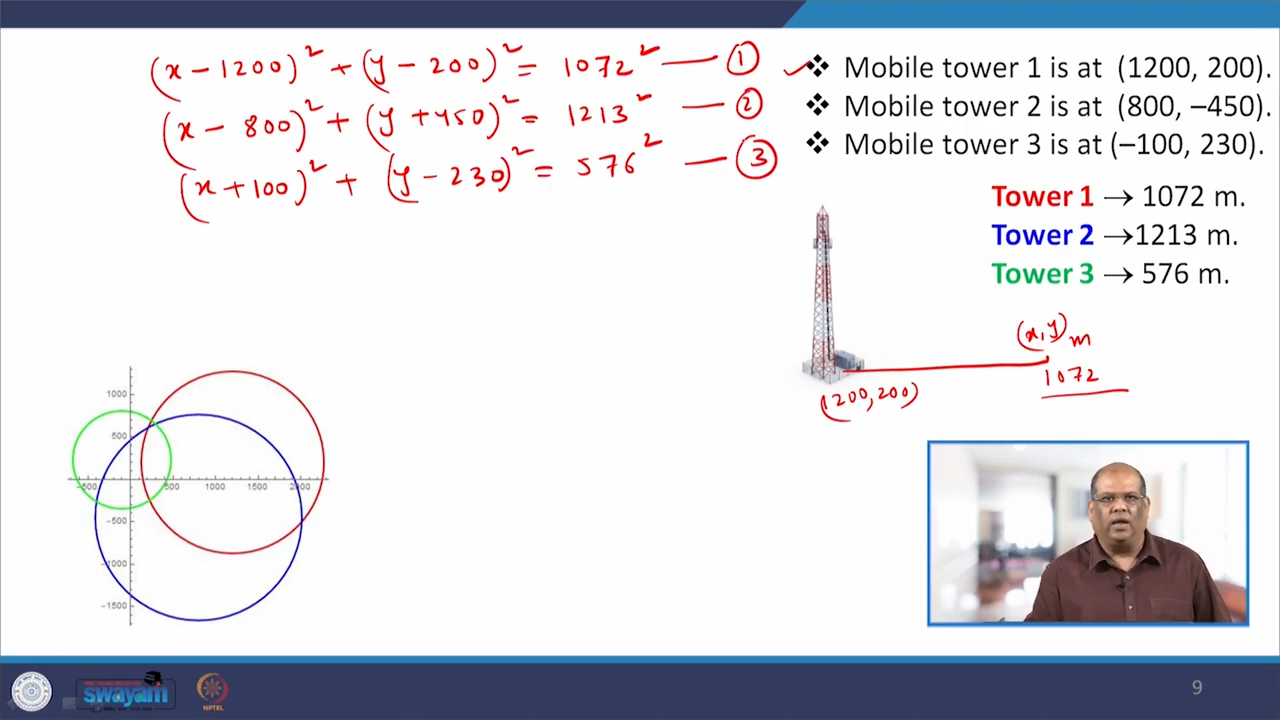 (x - 1200)² + (y - 200)² = 1072² — ①
(x - 800)² + (y + 450)² = 1213² — ②
(x + 100)² + (y - 230)² = 576² — ③
❖ Mobile tower 1 is at (1200, 200).
❖ Mobile tower 2 is at (800, –450).
❖ Mobile tower 3 is at (–100, 230).
Tower 1 → 1072 m.
Tower 2 →1213 m.
Tower 3 → 576 m.
(x,y)m
1072
(1200,200)
1000
500
-500
500
1000
1500
2000
-500
-1000
-1500
swayam
NPTEL
9